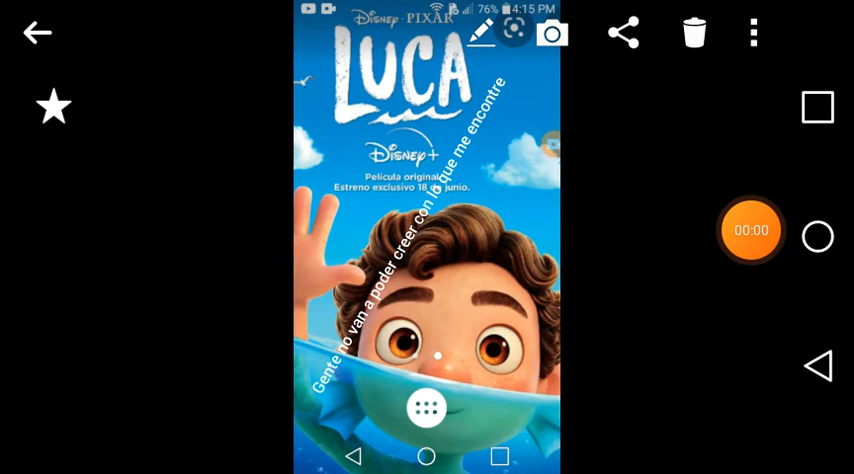 76% 4:15 PM
Disney · PIXAR
LUCA
Disney+
Película original
Estreno exclusivo 18 de junio.
Gente no van a poder creer con lo que me encontre
00:00